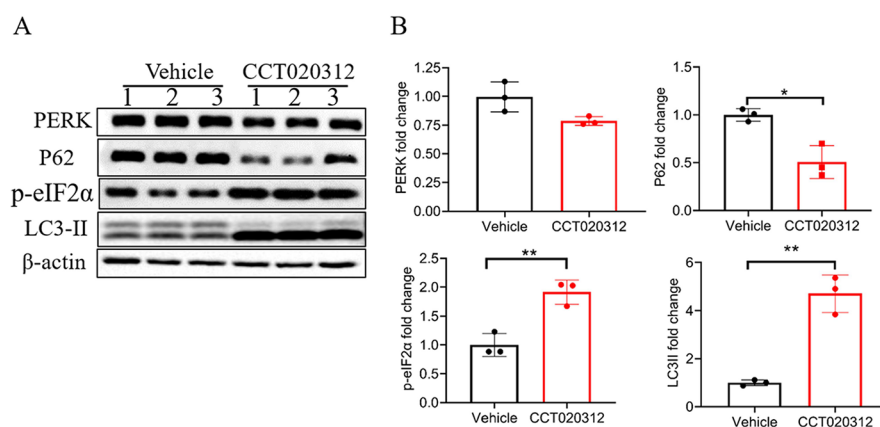 A
Vehicle CCT020312
1 2 3 1 2 3
PERK
P62
p-eIF2α
LC3-II
β-actin
B
PERK fold change
1.25
1.00
0.75
0.50
0.25
0.00
Vehicle CCT020312
P62 fold change
1.5
1.0
0.5
0.0
*
Vehicle CCT020312
p-eIF2α fold change
2.5
2.0
1.5
1.0
0.5
0.0
**
Vehicle CCT020312
LC3II fold change
6
4
2
0
**
Vehicle CCT020312